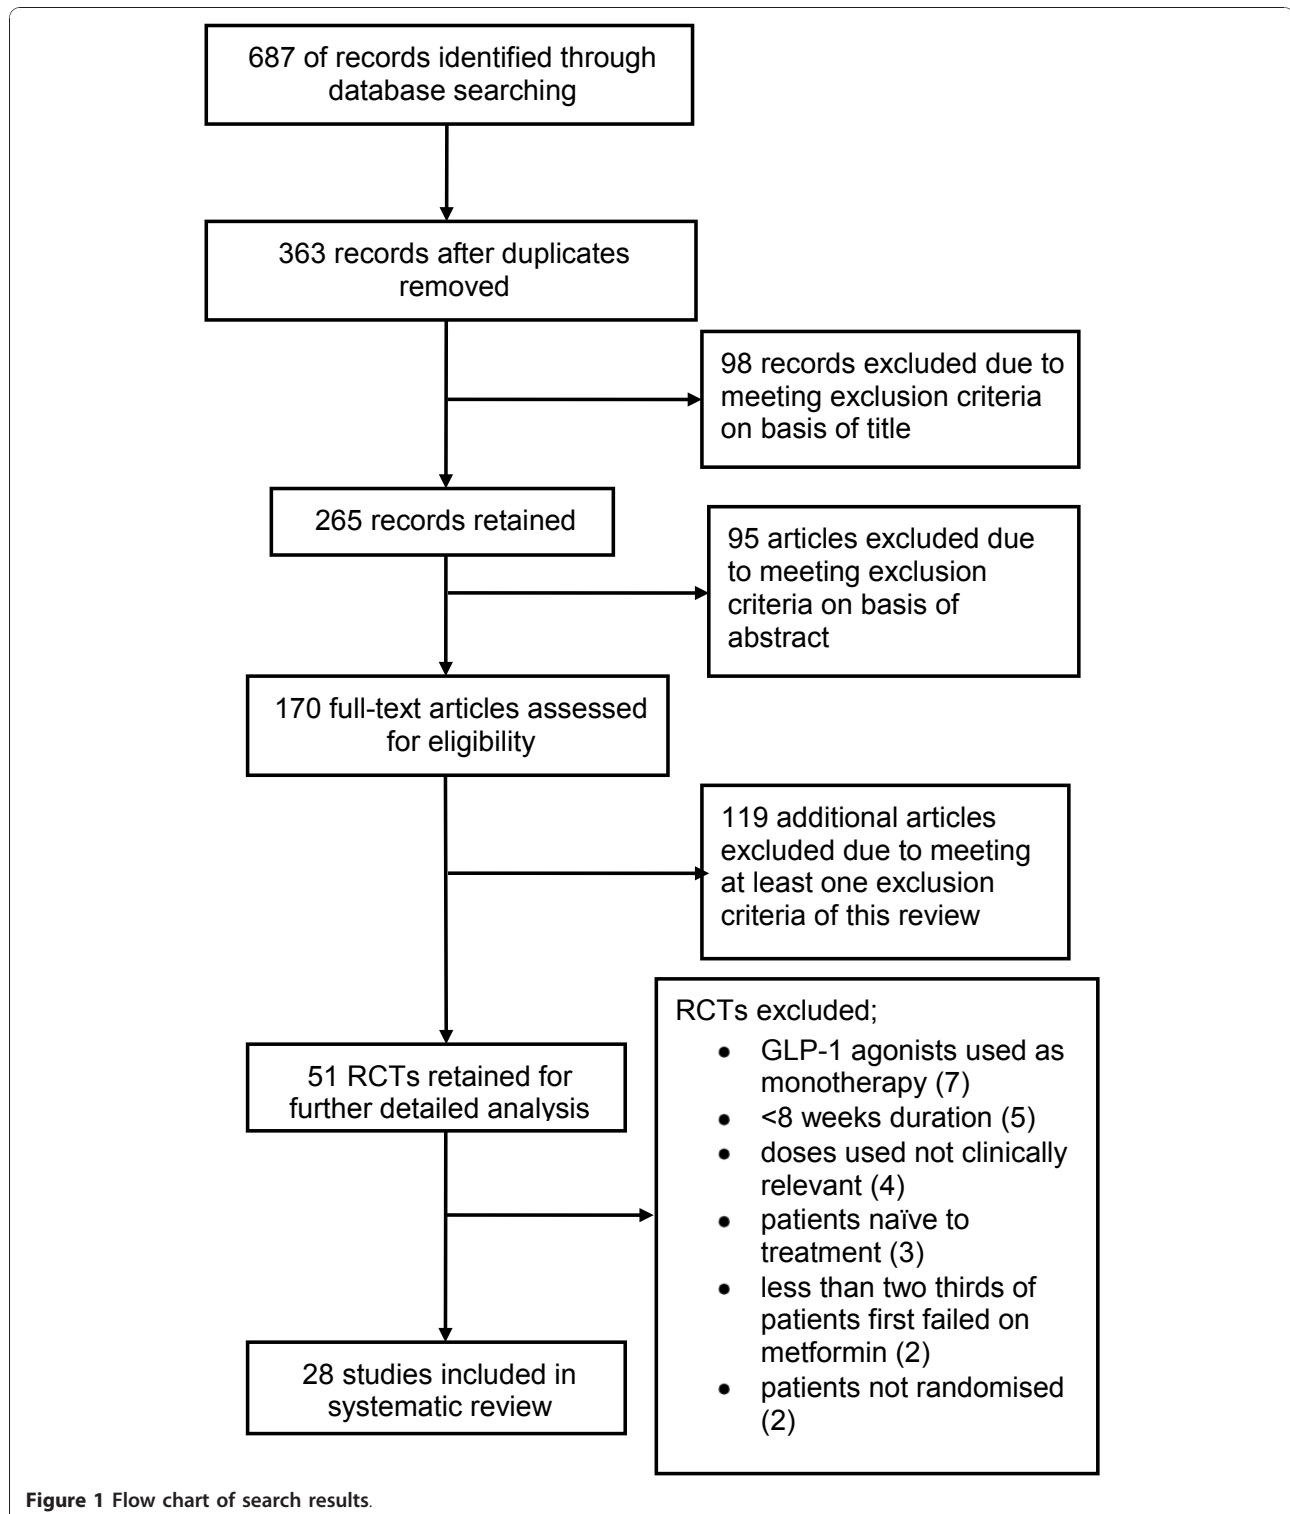 687 of records identified through
database searching
363 records after duplicates
removed
98 records excluded due to
meeting exclusion criteria
on basis of title
265 records retained
95 articles excluded due
to meeting exclusion
criteria on basis of
abstract
170 full-text articles assessed
for eligibility
119 additional articles
excluded due to meeting
at least one exclusion
criteria of this review
51 RCTs retained for
further detailed analysis
RCTs excluded;
• GLP-1 agonists used as
monotherapy (7)
• <8 weeks duration (5)
• doses used not clinically
relevant (4)
• patients naïve to
treatment (3)
• less than two thirds of
patients first failed on
metformin (2)
• patients not randomised
(2)
28 studies included in
systematic review
Figure 1 Flow chart of search results.